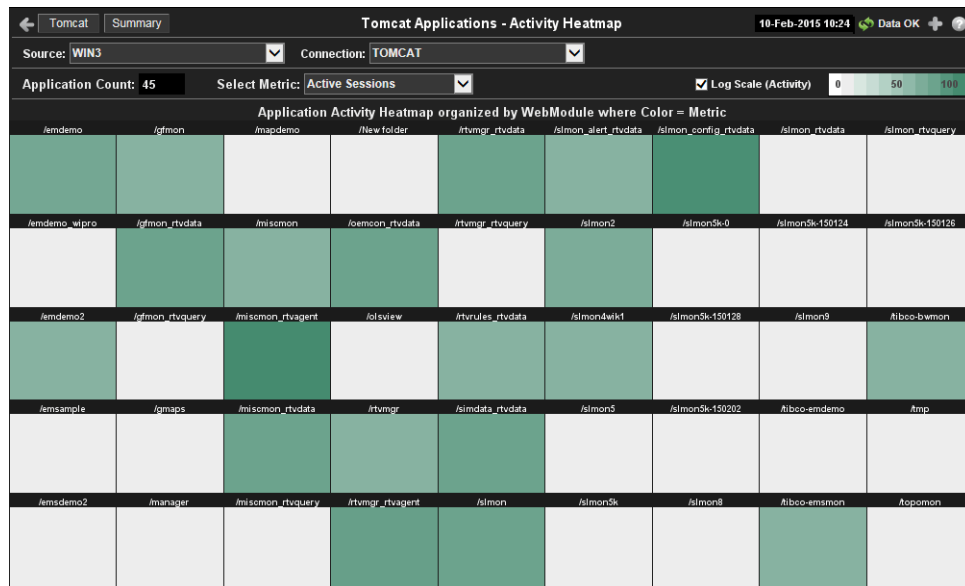 Tomcat Summary Tomcat Applications - Activity Heatmap 10-Feb-2015 10:24 Data OK
Source: WIN3 Connection: TOMCAT
Application Count: 45 Select Metric: Active Sessions Log Scale (Activity) 0 50 100
Application Activity Heatmap organized by WebModule where Color = Metric
/emdemo /gfmon /mapdemo /New folder /rtvmgr_rtvdata /slmon_alert_rtvdata /slmon_config_rtvdata /slmon_rtvdata /slmon_rtvquery
/emdemo_wipro /gfmon_rtvdata /miscmon /oemcon_rtvdata /rtvmgr_rtvquery /slmon2 /slmon5k-0 /slmon5k-150124 /slmon5k-150126
/emdemo2 /gfmon_rtvquery /miscmon_rtvagent /olsview /rtvrules_rtvdata /slmon4wik1 /slmon5k-150128 /slmon9 /tibco-bwmon
/emsample /gmaps /miscmon_rtvdata /rtvmgr /simdata_rtvdata /slmon5 /slmon5k-150202 /tibco-emdemo /tmp
/emsdemo2 /manager /miscmon_rtvquery /rtvmgr_rtvagent /slmon /slmon5k /slmon8 /tibco-emsmon /topomon